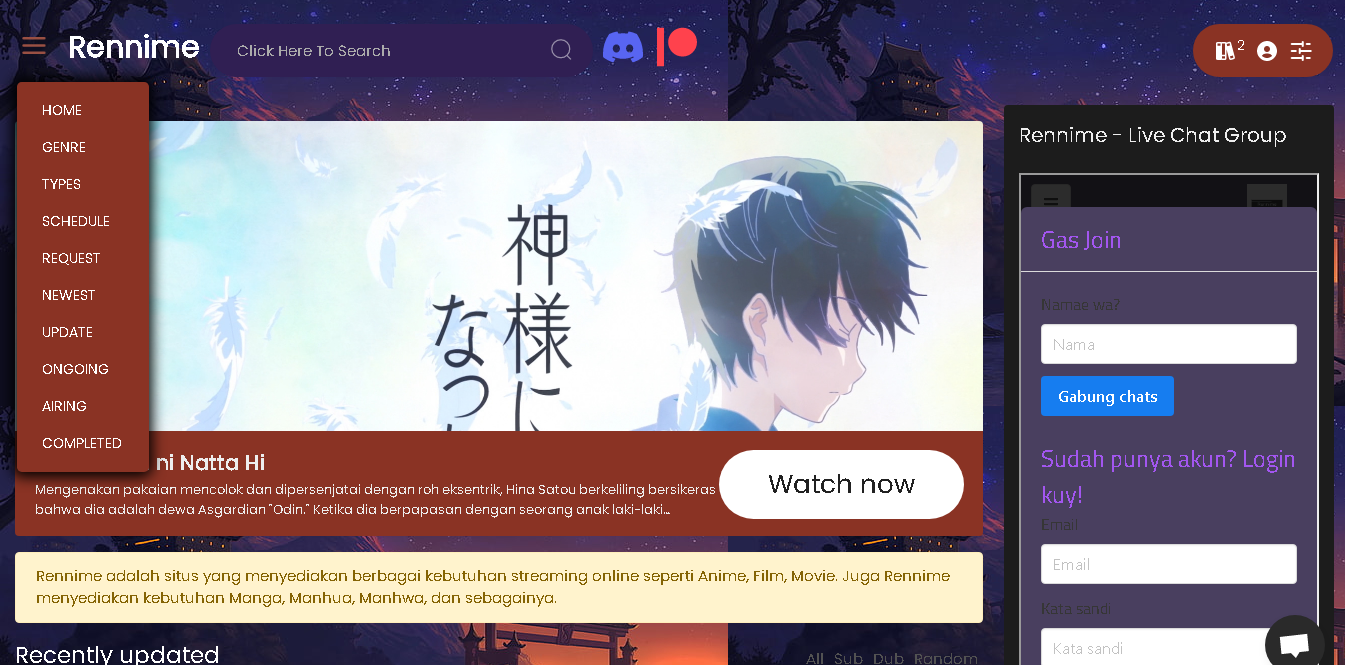 Rennime
Click Here To Search
2
HOME
GENRE
TYPES
SCHEDULE
REQUEST
NEWEST
UPDATE
ONGOING
AIRING
COMPLETED
神様に
なっ
ni Natta Hi
Mengenakan pakaian mencolok dan dipersenjatai dengan roh eksentrik, Hina Satou berkeliling bersikeras
bahwa dia adalah dewa Asgardian "Odin." Ketika dia berpapasan dengan seorang anak laki-laki...
Watch now
Rennime adalah situs yang menyediakan berbagai kebutuhan streaming online seperti Anime, Film, Movie. Juga Rennime
menyediakan kebutuhan Manga, Manhua, Manhwa, dan sebagainya.
Recently updated
All Sub Dub Random
Rennime - Live Chat Group
Gas Join
Namae wa?
Nama
Gabung chats
Sudah punya akun? Login
kuy!
Email
Email
Kata sandi
Kata sandi